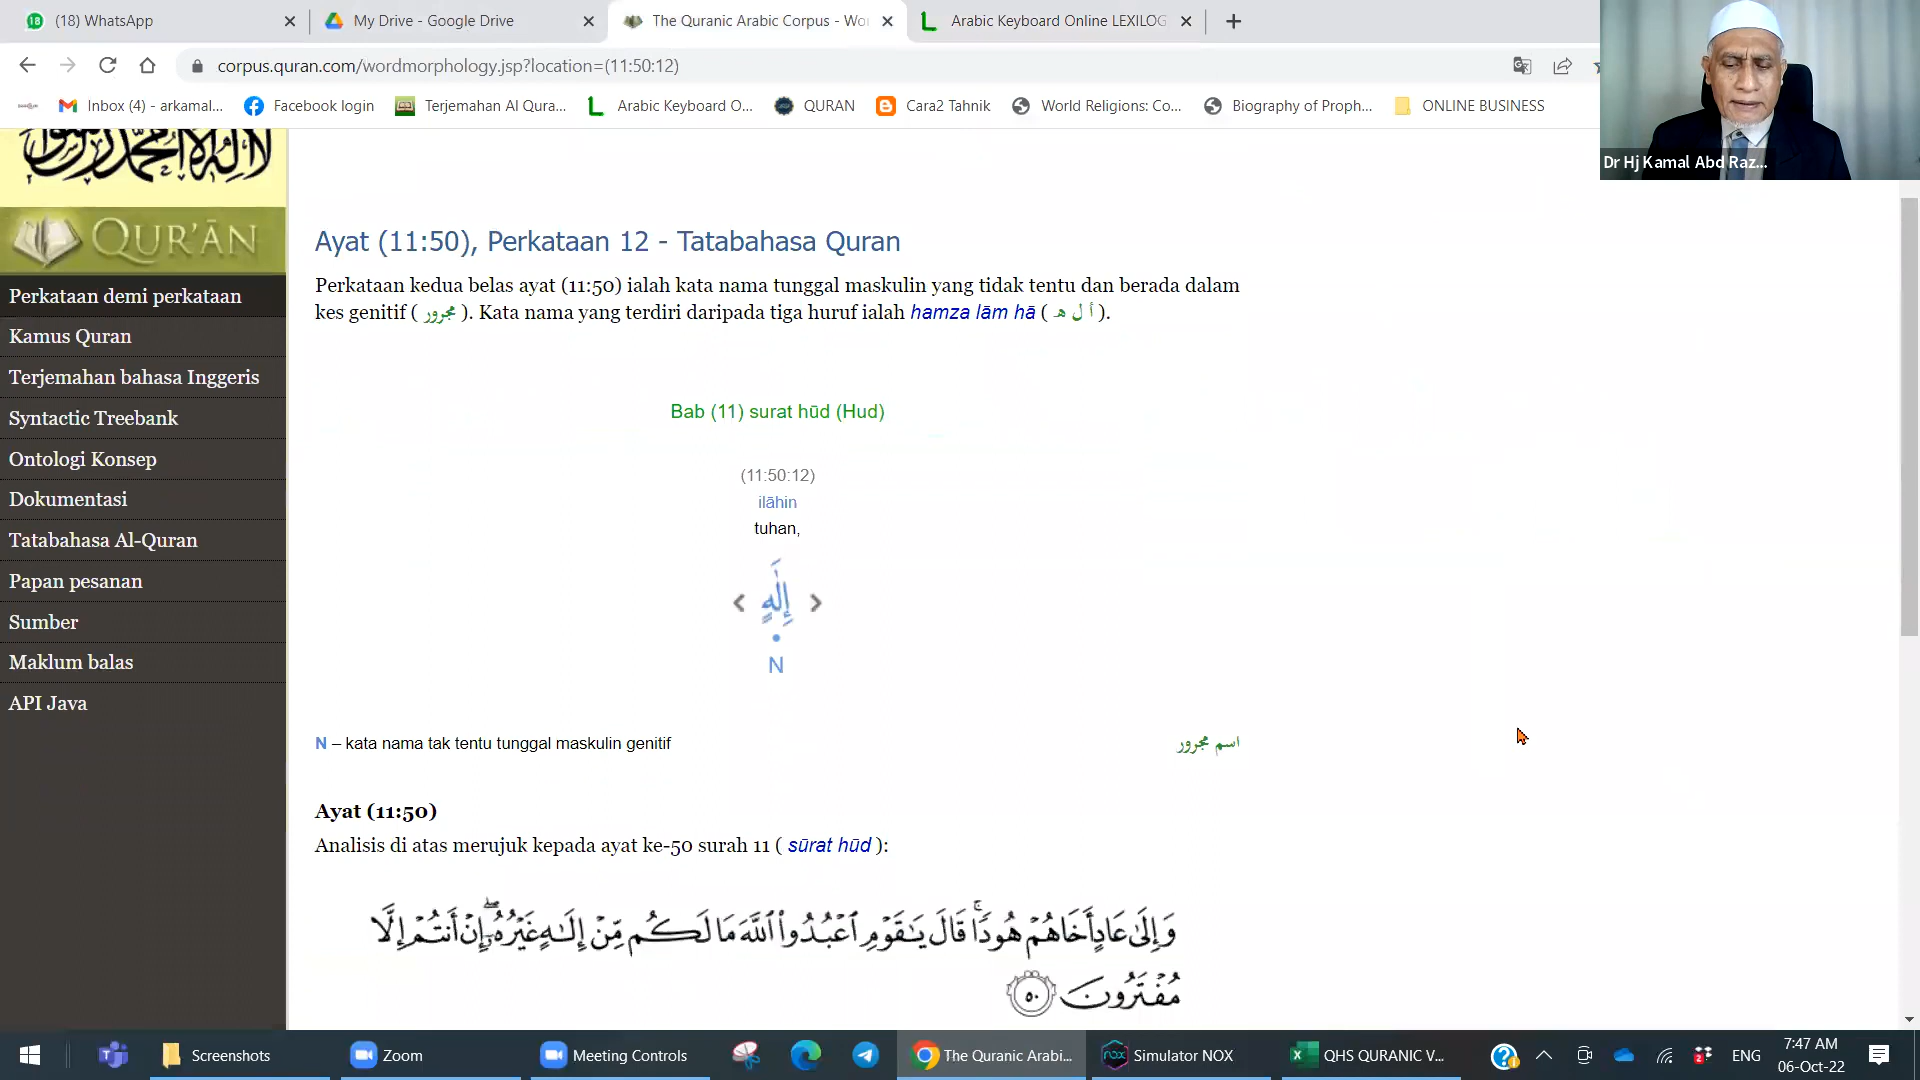 (18) WhatsApp
My Drive - Google Drive
The Quranic Arabic Corpus - Wo
Arabic Keyboard Online LEXILOG
corpus.quran.com/wordmorphology.jsp?location=(11:50:12)
Inbox (4) - arkamal...
Facebook login
Terjemahan Al Qura...
Arabic Keyboard O...
QURAN
Cara2 Tahnik
World Religions: Co...
Biography of Proph...
ONLINE BUSINESS
Dr Hj Kamal Abd Raz...
QUR'ĀN
Perkataan demi perkataan
Kamus Quran
Terjemahan bahasa Inggeris
Syntactic Treebank
Ontologi Konsep
Dokumentasi
Tatabahasa Al-Quran
Papan pesanan
Sumber
Maklum balas
API Java
Ayat (11:50), Perkataan 12 - Tatabahasa Quran
Perkataan kedua belas ayat (11:50) ialah kata nama tunggal maskulin yang tidak tentu dan berada dalam
kes genitif ( مجرور ). Kata nama yang terdiri daripada tiga huruf ialah hamza lām hā ( أ ل ه ).
Bab (11) surat hūd (Hud)
(11:50:12)
ilāhin
tuhan,
إِلَٰهٍ
N
N – kata nama tak tentu tunggal maskulin genitif
اسم مجرور
Ayat (11:50)
Analisis di atas merujuk kepada ayat ke-50 surah 11 ( sūrat hūd ):
وَإِلَىٰ عَادٍ أَخَاهُمْ هُودًا ۚ قَالَ يَـٰقَوْمِ ٱعْبُدُوا۟ ٱللَّهَ مَا لَكُم مِّنْ إِلَـٰهٍ غَيْرُهُۥٓ ۖ إِنْ أَنتُمْ إِلَّا
مُفْتَرُونَ ٥٠
Screenshots
Zoom
Meeting Controls
The Quranic Arabi...
Simulator NOX
QHS QURANIC V...
ENG
7:47 AM
06-Oct-22